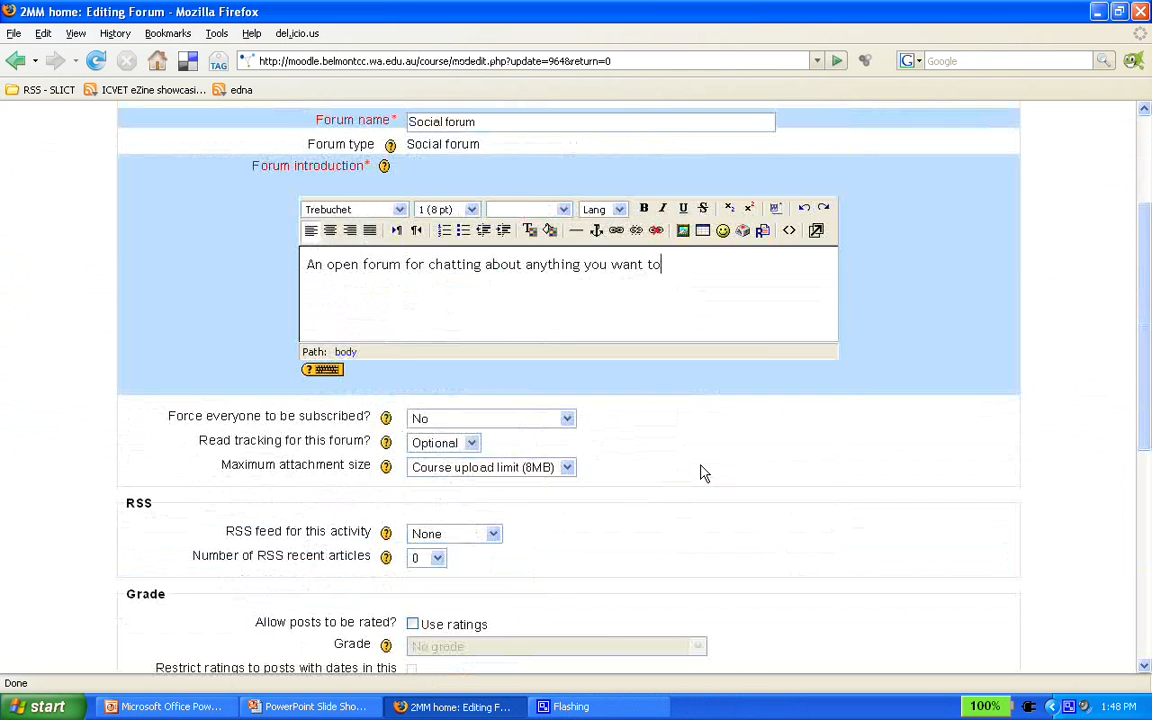 2MM home: Editing Forum - Mozilla Firefox
File Edit View History Bookmarks Tools Help del.icio.us
TAG http://moodle.belmontcc.wa.edu.au/course/modedit.php?update=964&return=0 G Google
RSS - SLICT ICVET eZine showcasi... edna
Forum name* Social forum
Forum type Social forum
Forum introduction*
Trebuchet 1 (8 pt) Lang B I U S
An open forum for chatting about anything you want to
Path: body
Force everyone to be subscribed? No
Read tracking for this forum? Optional
Maximum attachment size Course upload limit (8MB)
RSS
RSS feed for this activity None
Number of RSS recent articles 0
Grade
Allow posts to be rated? Use ratings
Grade No grade
Restrict ratings to posts with dates in this
Done
start Microsoft Office Pow... PowerPoint Slide Sho... 2MM home: Editing F... Flashing 100% 1:48 PM